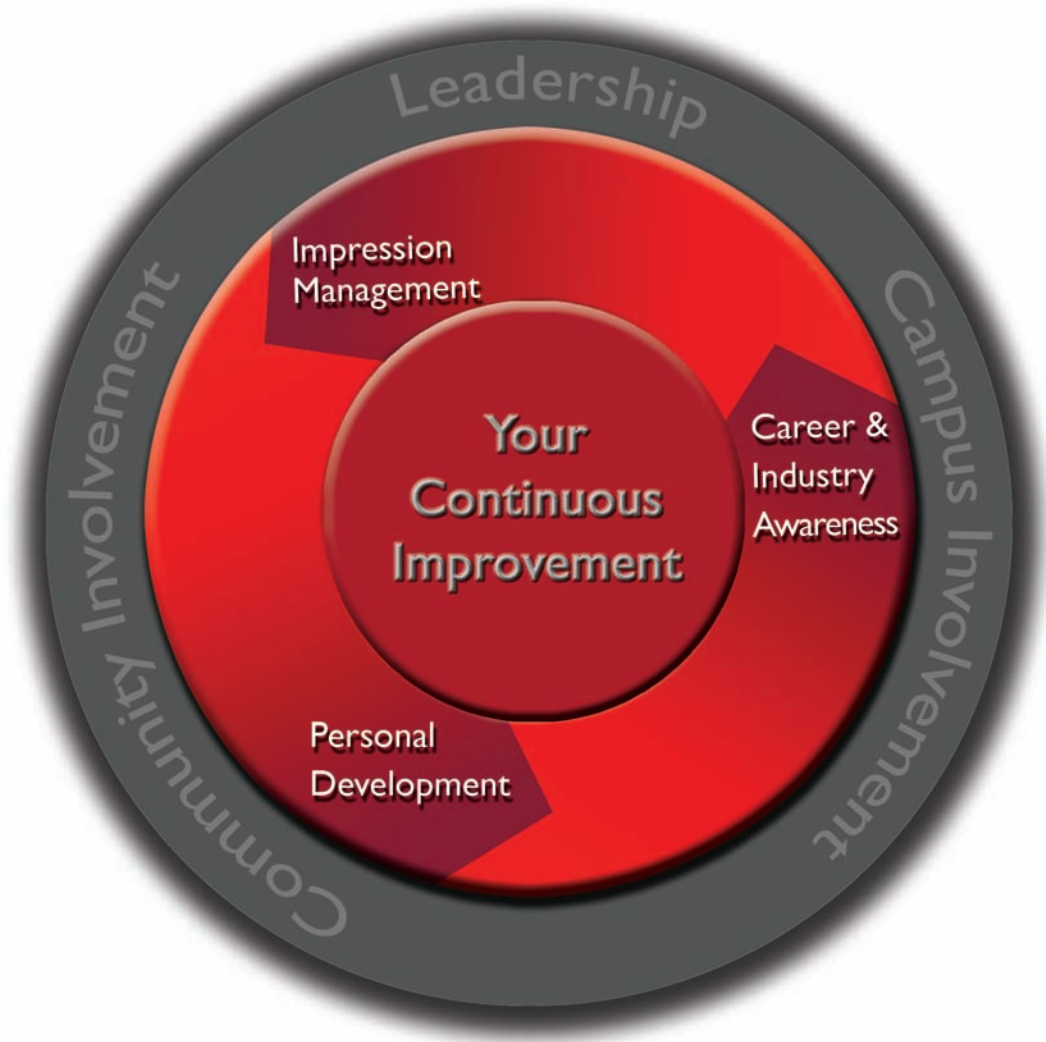 Leadership
Impression
Management
Your
Continuous
Improvement
Career &
Industry
Awareness
Personal
Development
Community Involvement
Campus Involvement